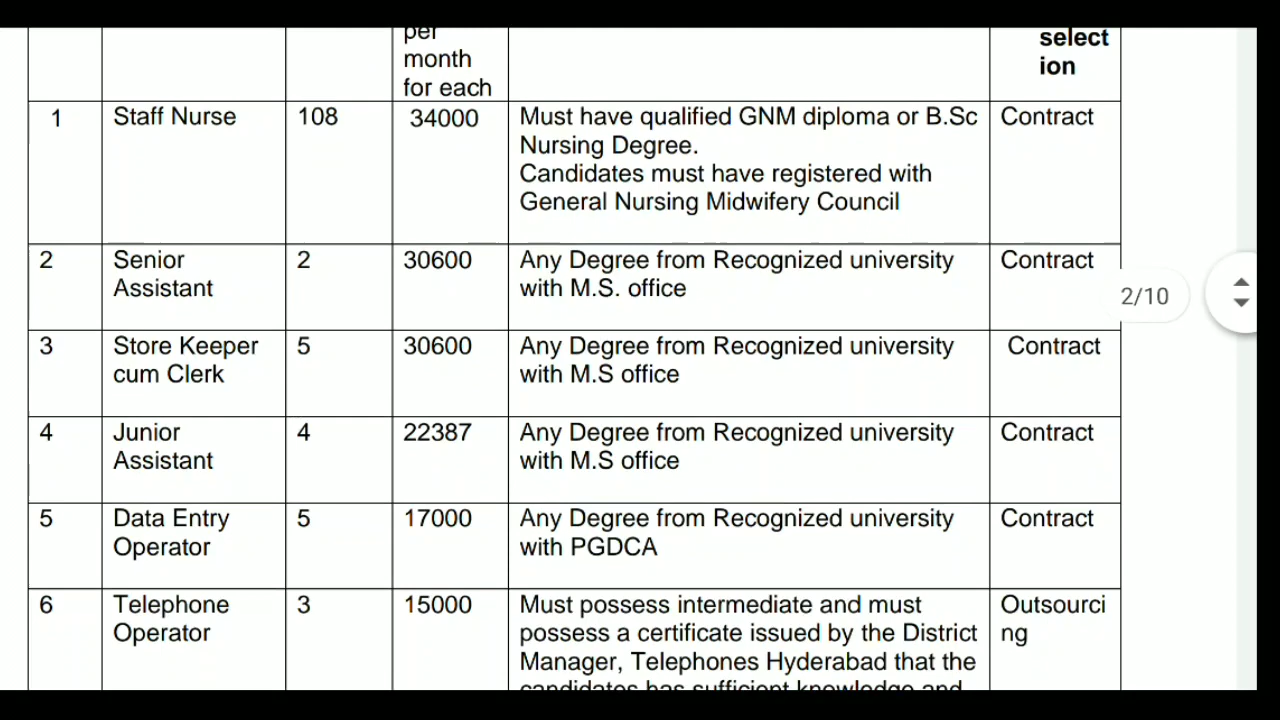 per
month
for each
select
ion
1 Staff Nurse 108 34000 Must have qualified GNM diploma or B.Sc Contract
Nursing Degree.
Candidates must have registered with
General Nursing Midwifery Council
2 Senior 2 30600 Any Degree from Recognized university Contract
Assistant with M.S. office
2/10
3 Store Keeper 5 30600 Any Degree from Recognized university Contract
cum Clerk with M.S office
4 Junior 4 22387 Any Degree from Recognized university Contract
Assistant with M.S office
5 Data Entry 5 17000 Any Degree from Recognized university Contract
Operator with PGDCA
6 Telephone 3 15000 Must possess intermediate and must Outsourci
Operator possess a certificate issued by the District ng
Manager, Telephones Hyderabad that the
candidates has sufficient knowledge and